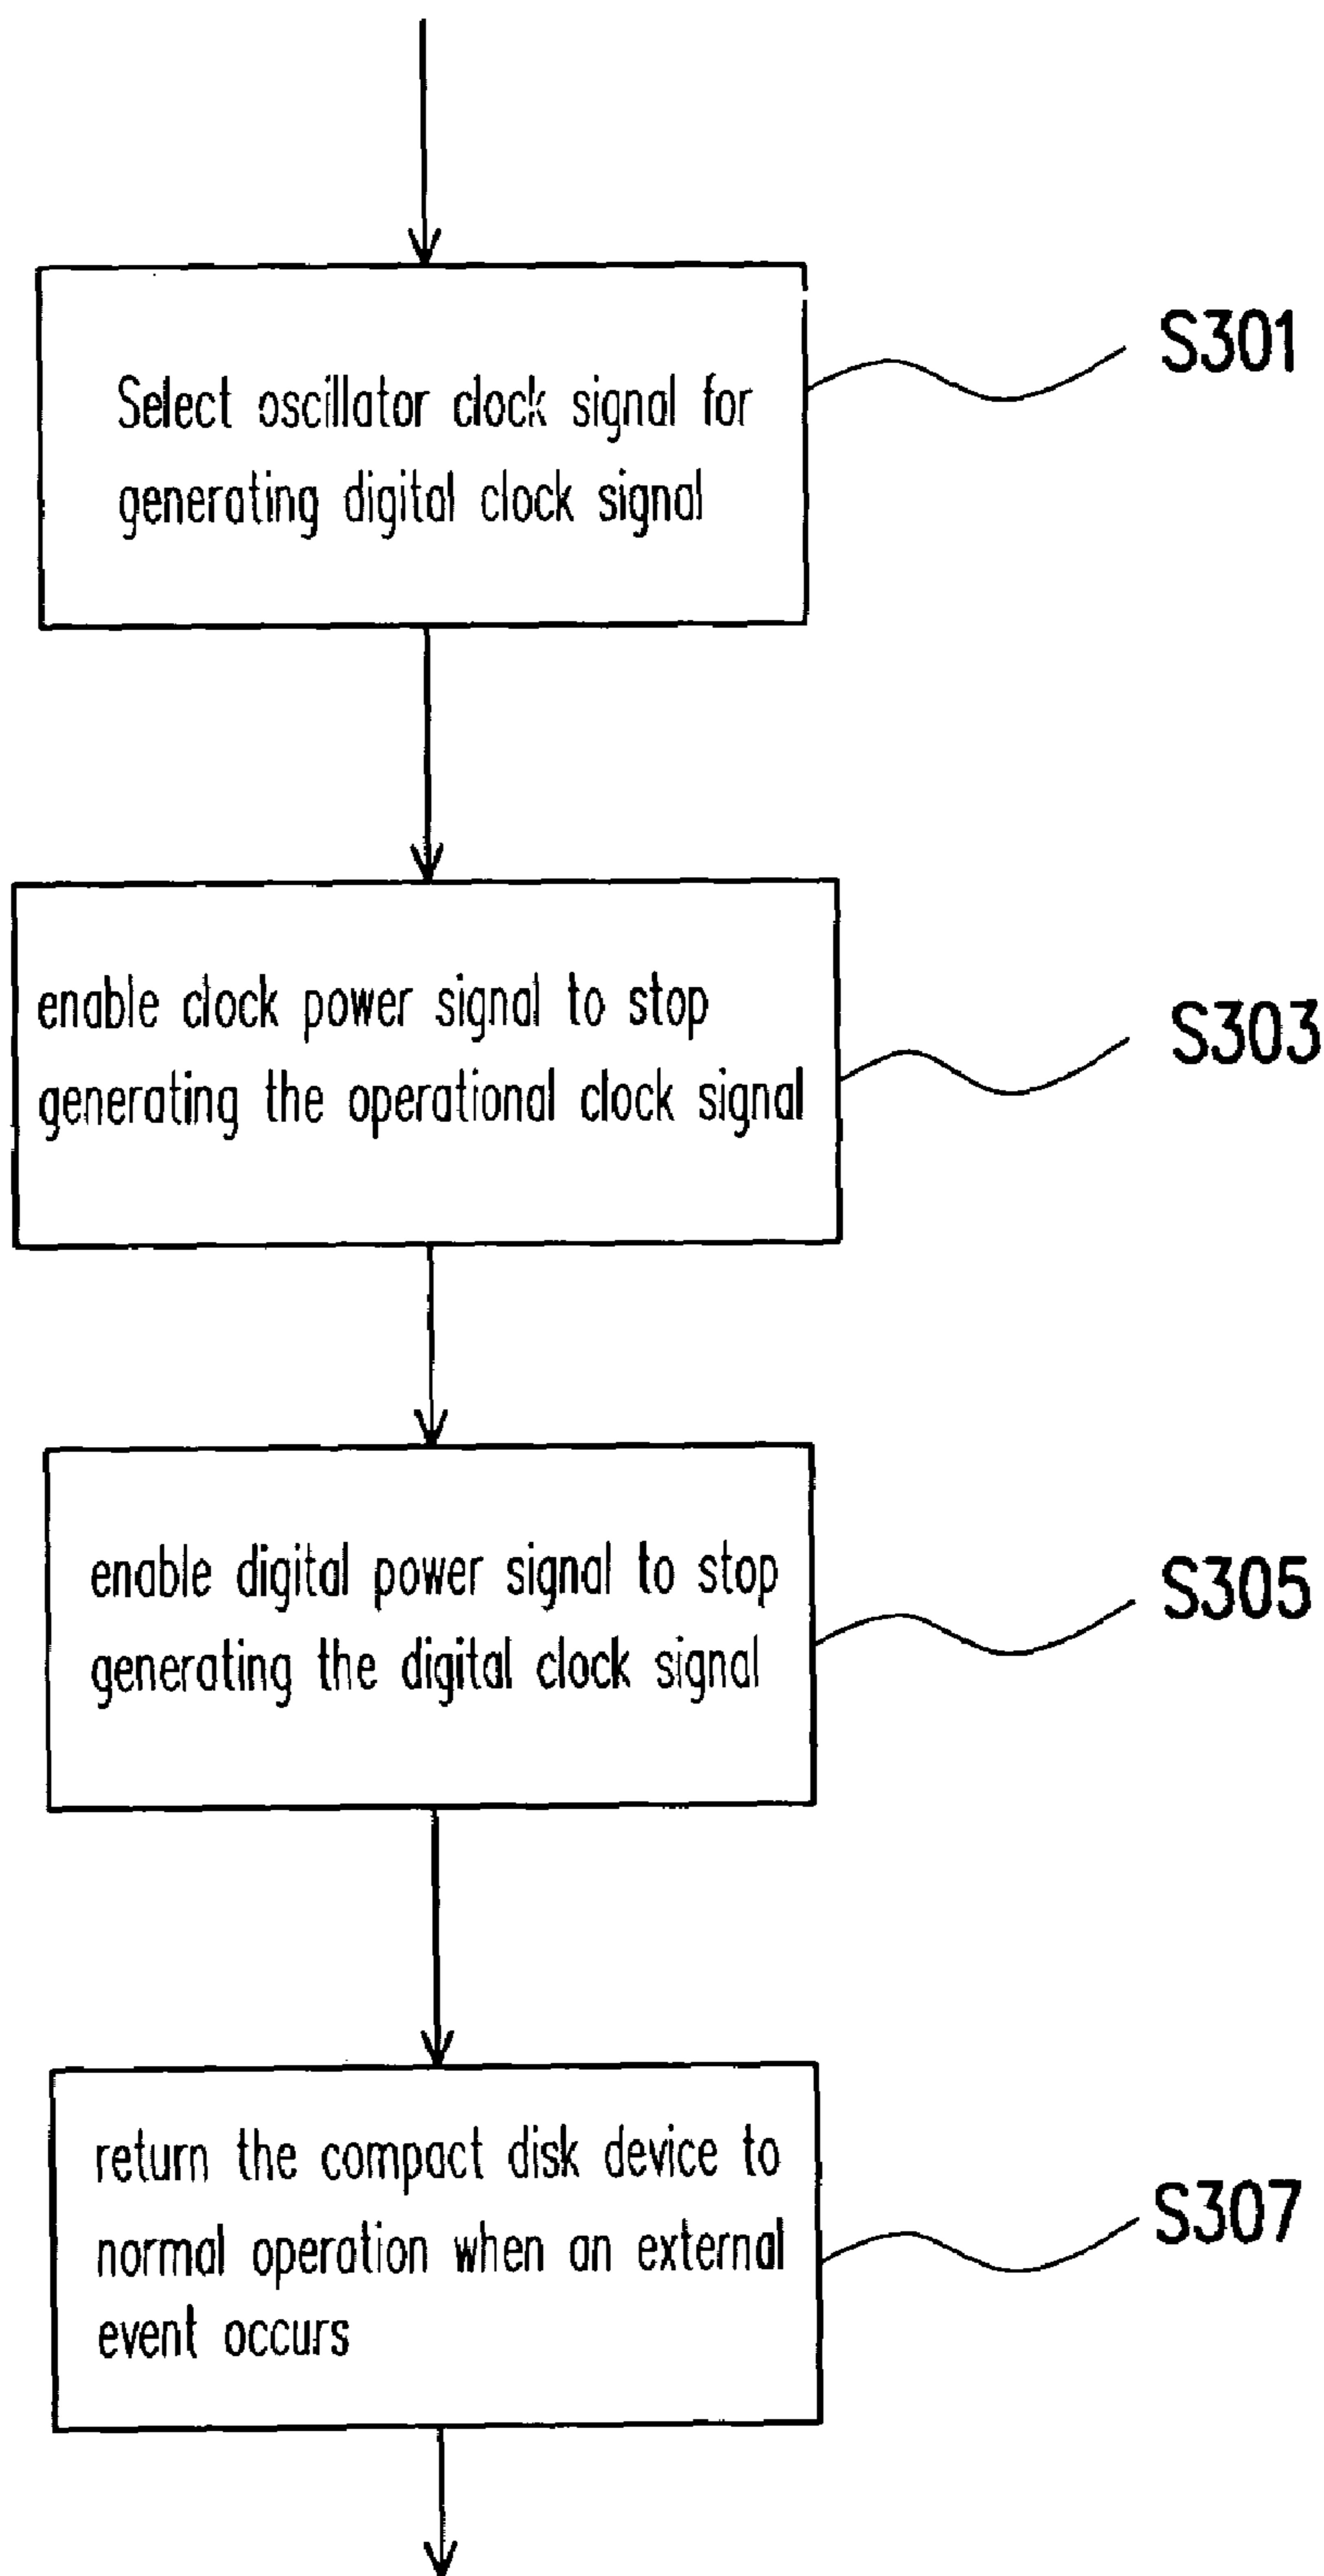 Select oscillator clock signal for
generating digital clock signal
S301
enable clock power signal to stop
generating the operational clock signal
S303
enable digital power signal to stop
generating the digital clock signal
S305
return the compact disk device to
normal operation when an external
event occurs
S307